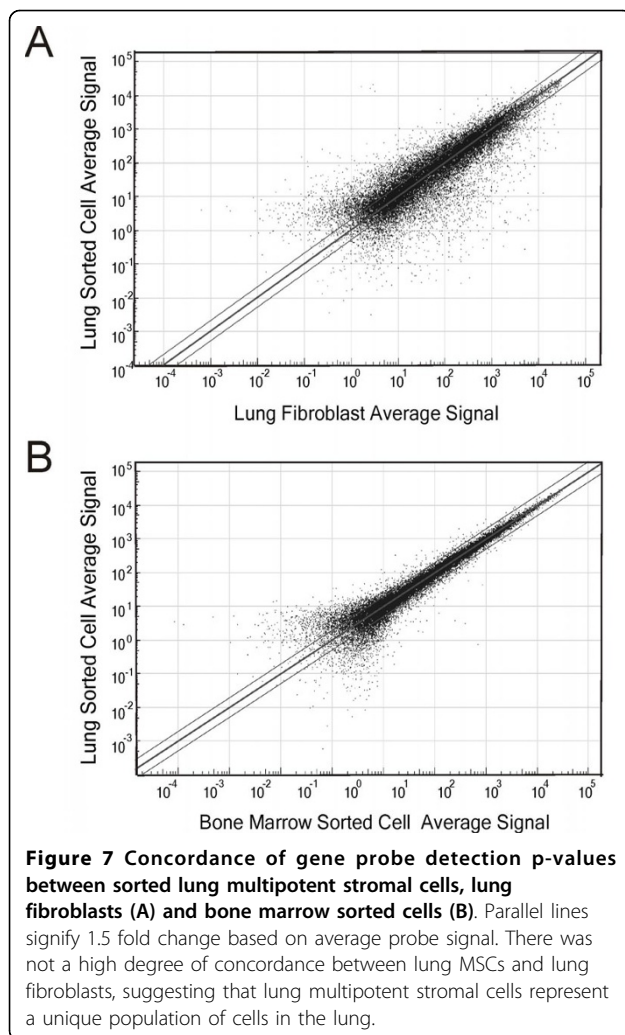 A
Lung Sorted Cell Average Signal
10^5
10^4
10^3
10^2
10^1
10^0
10^-1
10^-2
10^-3
10^-4
10^-4 10^-3 10^-2 10^-1 10^0 10^1 10^2 10^3 10^4 10^5
Lung Fibroblast Average Signal
B
Lung Sorted Cell Average Signal
10^5
10^4
10^3
10^2
10^1
10^0
10^-1
10^-2
10^-3
10^-4 10^-3 10^-2 10^-1 10^0 10^1 10^2 10^3 10^4 10^5
Bone Marrow Sorted Cell Average Signal
Figure 7 Concordance of gene probe detection p-values
between sorted lung multipotent stromal cells, lung
fibroblasts (A) and bone marrow sorted cells (B). Parallel lines
signify 1.5 fold change based on average probe signal. There was
not a high degree of concordance between lung MSCs and lung
fibroblasts, suggesting that lung multipotent stromal cells represent
a unique population of cells in the lung.